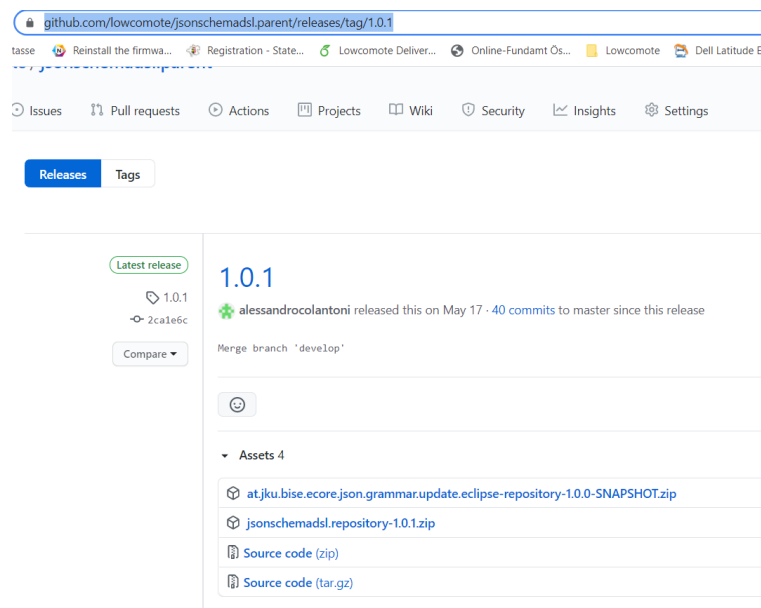 github.com/lowcomote/jsonschemadsl.parent/releases/tag/1.0.1
tasse Reinstall the firmwa... Registration - State... Lowcomote Deliver... Online-Fundamt Ös... Lowcomote Dell Latitude E
Issues Pull requests Actions Projects Wiki Security Insights Settings
Releases Tags
Latest release
1.0.1
1.0.1
alessandrocolantoni released this on May 17 · 40 commits to master since this release
2ca1e6c
Compare
Merge branch 'develop'
Assets 4
at.jku.bise.ecore.json.grammar.update.eclipse-repository-1.0.0-SNAPSHOT.zip
jsonschemadsl.repository-1.0.1.zip
Source code (zip)
Source code (tar.gz)